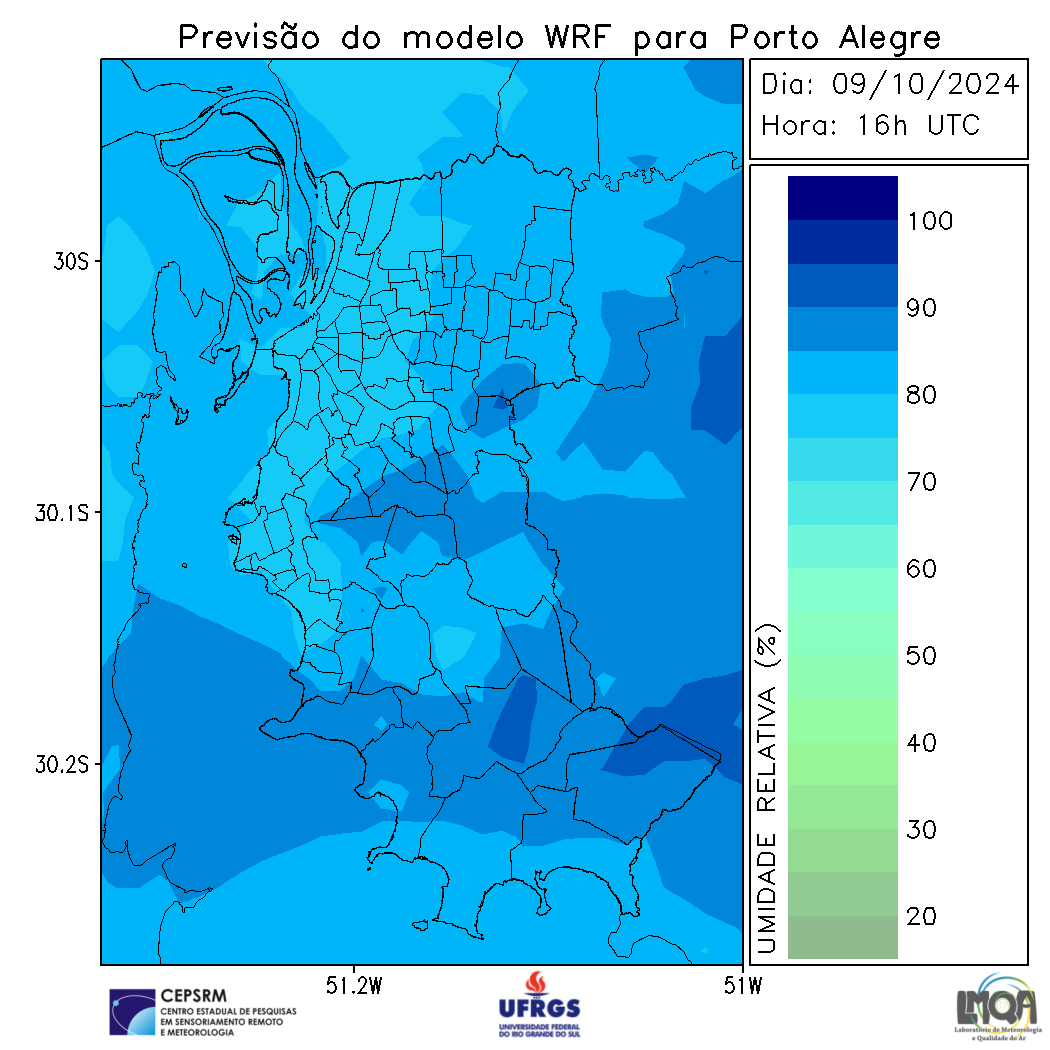 Previsão do modelo WRF para Porto Alegre
Dia: 09/10/2024
Hora: 16h UTC
30S
30.1S
30.2S
51.2W
51W
100
90
80
70
60
50
40
30
20
UMIDADE RELATIVA (%)
CEPSRM
CENTRO ESTADUAL DE PESQUISAS
EM SENSORIAMENTO REMOTO
E METEOROLOGIA
UFRGS
UNIVERSIDADE FEDERAL
DO RIO GRANDE DO SUL
LMQA
Laboratório de Meteorologia
e Qualidade do Ar